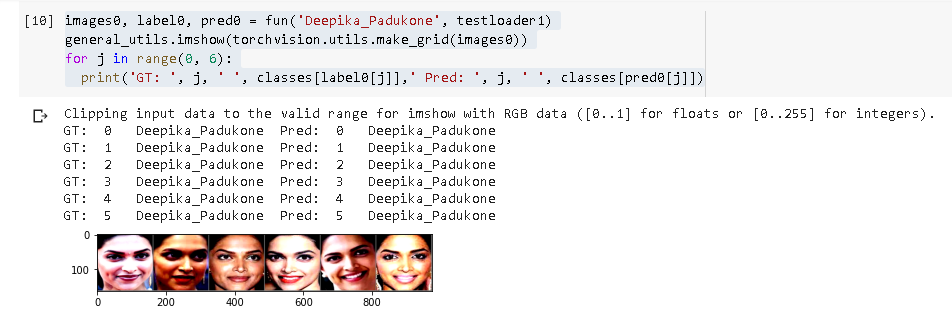 [10] images0, label0, pred0 = fun('Deepika_Padukone', testloader1)
general_utils.imshow(torchvision.utils.make_grid(images0))
for j in range(0, 6):
  print('GT: ', j, ' ', classes[label0[j]],' Pred: ', j, ' ', classes[pred0[j]])
Clipping input data to the valid range for imshow with RGB data ([0..1] for floats or [0..255] for integers).
GT:  0   Deepika_Padukone  Pred:  0   Deepika_Padukone
GT:  1   Deepika_Padukone  Pred:  1   Deepika_Padukone
GT:  2   Deepika_Padukone  Pred:  2   Deepika_Padukone
GT:  3   Deepika_Padukone  Pred:  3   Deepika_Padukone
GT:  4   Deepika_Padukone  Pred:  4   Deepika_Padukone
GT:  5   Deepika_Padukone  Pred:  5   Deepika_Padukone
0
100
0 200 400 600 800